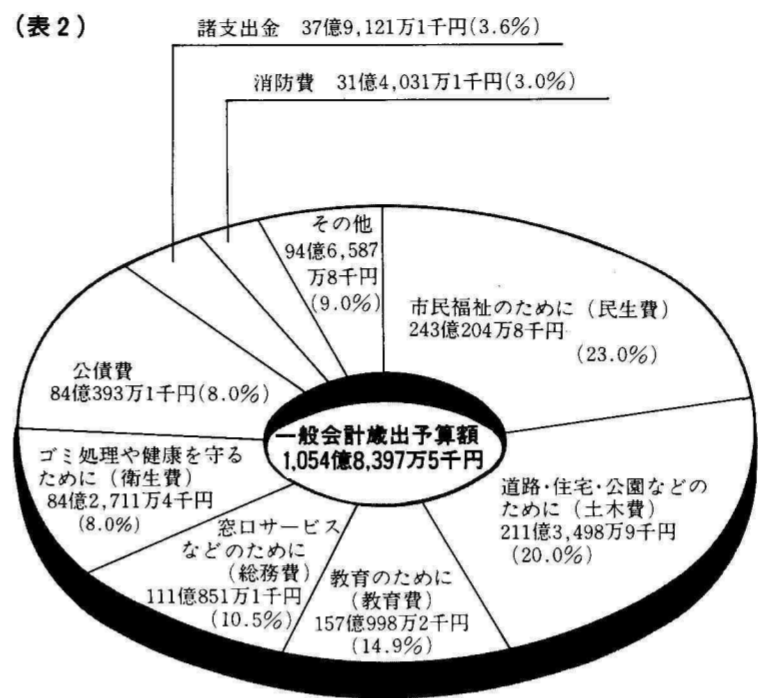 (表2)
諸支出金 37億9,121万1千円(3.6%)
消防費 31億4,031万1千円(3.0%)
その他
94億6,587
万8千円
(9.0%)
市民福祉のために(民生費)
243億204万8千円
(23.0%)
公債費
84億393万1千円(8.0%)
一般会計歳出予算額
1,054億8,397万5千円
ゴミ処理や健康を守る
ために(衛生費)
84億2,711万4千円
(8.0%)
道路・住宅・公園などの
ために(土木費)
211億3,498万9千円
(20.0%)
窓口サービス
などのために
(総務費)
111億851万1千円
(10.5%)
教育のために
(教育費)
157億998万2千円
(14.9%)